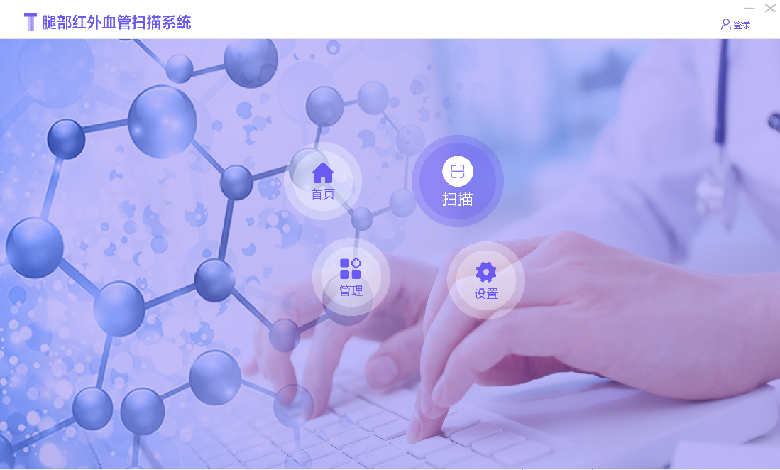 腿部红外血管扫描系统
登录
首页
扫描
管理
设置